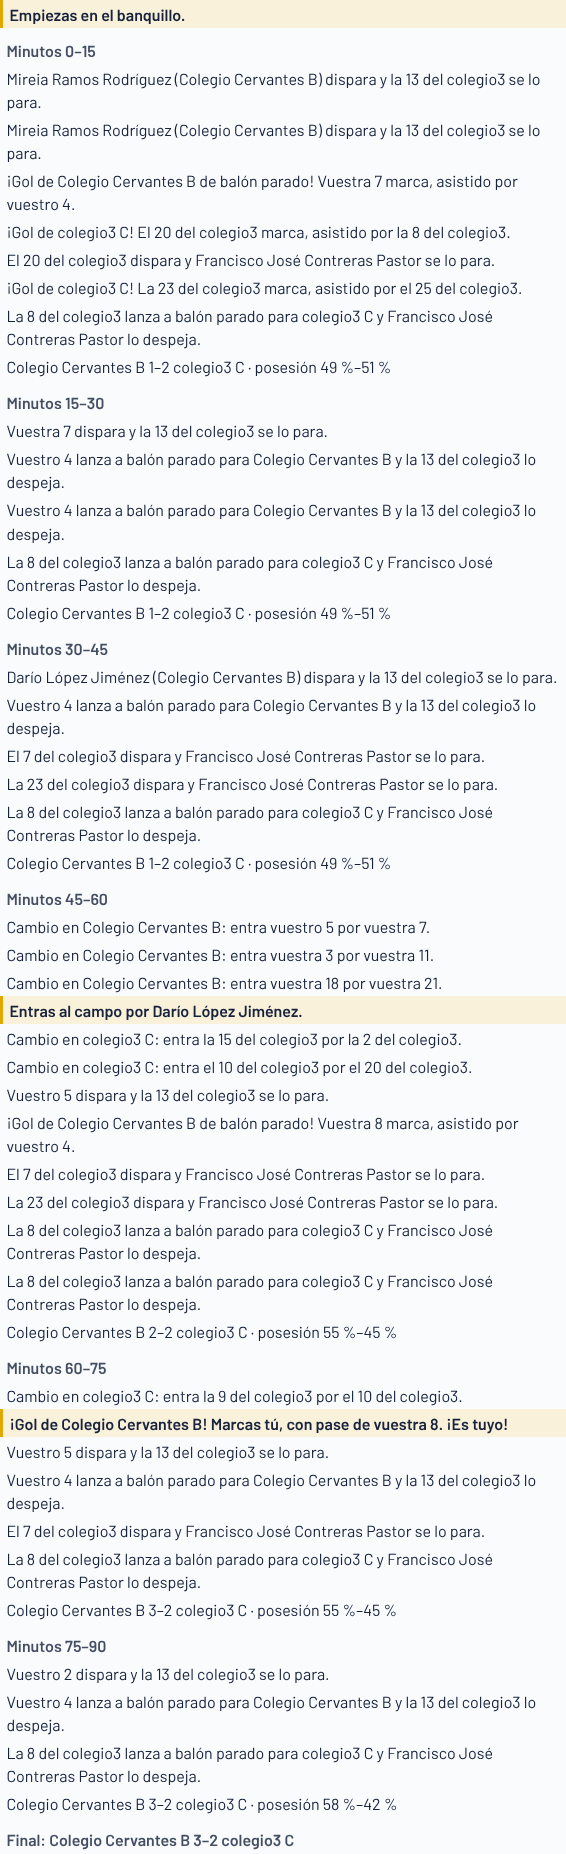 Empiezas en el banquillo.
Minutos 0–15
Mireia Ramos Rodríguez (Colegio Cervantes B) dispara y la 13 del colegio3 se lo
para.
Mireia Ramos Rodríguez (Colegio Cervantes B) dispara y la 13 del colegio3 se lo
para.
¡Gol de Colegio Cervantes B de balón parado! Vuestra 7 marca, asistido por
vuestro 4.
¡Gol de colegio3 C! El 20 del colegio3 marca, asistido por la 8 del colegio3.
El 20 del colegio3 dispara y Francisco José Contreras Pastor se lo para.
¡Gol de colegio3 C! La 23 del colegio3 marca, asistido por el 25 del colegio3.
La 8 del colegio3 lanza a balón parado para colegio3 C y Francisco José
Contreras Pastor lo despeja.
Colegio Cervantes B 1–2 colegio3 C · posesión 49 %–51 %
Minutos 15–30
Vuestra 7 dispara y la 13 del colegio3 se lo para.
Vuestro 4 lanza a balón parado para Colegio Cervantes B y la 13 del colegio3 lo
despeja.
Vuestro 4 lanza a balón parado para Colegio Cervantes B y la 13 del colegio3 lo
despeja.
La 8 del colegio3 lanza a balón parado para colegio3 C y Francisco José
Contreras Pastor lo despeja.
Colegio Cervantes B 1–2 colegio3 C · posesión 49 %–51 %
Minutos 30–45
Darío López Jiménez (Colegio Cervantes B) dispara y la 13 del colegio3 se lo para.
Vuestro 4 lanza a balón parado para Colegio Cervantes B y la 13 del colegio3 lo
despeja.
El 7 del colegio3 dispara y Francisco José Contreras Pastor se lo para.
La 23 del colegio3 dispara y Francisco José Contreras Pastor se lo para.
La 8 del colegio3 lanza a balón parado para colegio3 C y Francisco José
Contreras Pastor lo despeja.
Colegio Cervantes B 1–2 colegio3 C · posesión 49 %–51 %
Minutos 45–60
Cambio en Colegio Cervantes B: entra vuestro 5 por vuestra 7.
Cambio en Colegio Cervantes B: entra vuestra 3 por vuestra 11.
Cambio en Colegio Cervantes B: entra vuestra 18 por vuestra 21.
Entras al campo por Darío López Jiménez.
Cambio en colegio3 C: entra la 15 del colegio3 por la 2 del colegio3.
Cambio en colegio3 C: entra el 10 del colegio3 por el 20 del colegio3.
Vuestro 5 dispara y la 13 del colegio3 se lo para.
¡Gol de Colegio Cervantes B de balón parado! Vuestra 8 marca, asistido por
vuestro 4.
El 7 del colegio3 dispara y Francisco José Contreras Pastor se lo para.
La 23 del colegio3 dispara y Francisco José Contreras Pastor se lo para.
La 8 del colegio3 lanza a balón parado para colegio3 C y Francisco José
Contreras Pastor lo despeja.
La 8 del colegio3 lanza a balón parado para colegio3 C y Francisco José
Contreras Pastor lo despeja.
Colegio Cervantes B 2–2 colegio3 C · posesión 55 %–45 %
Minutos 60–75
Cambio en colegio3 C: entra la 9 del colegio3 por el 10 del colegio3.
¡Gol de Colegio Cervantes B! Marcas tú, con pase de vuestra 8. ¡Es tuyo!
Vuestro 5 dispara y la 13 del colegio3 se lo para.
Vuestro 4 lanza a balón parado para Colegio Cervantes B y la 13 del colegio3 lo
despeja.
El 7 del colegio3 dispara y Francisco José Contreras Pastor se lo para.
La 8 del colegio3 lanza a balón parado para colegio3 C y Francisco José
Contreras Pastor lo despeja.
Colegio Cervantes B 3–2 colegio3 C · posesión 55 %–45 %
Minutos 75–90
Vuestro 2 dispara y la 13 del colegio3 se lo para.
Vuestro 4 lanza a balón parado para Colegio Cervantes B y la 13 del colegio3 lo
despeja.
La 8 del colegio3 lanza a balón parado para colegio3 C y Francisco José
Contreras Pastor lo despeja.
Colegio Cervantes B 3–2 colegio3 C · posesión 58 %–42 %
Final: Colegio Cervantes B 3–2 colegio3 C